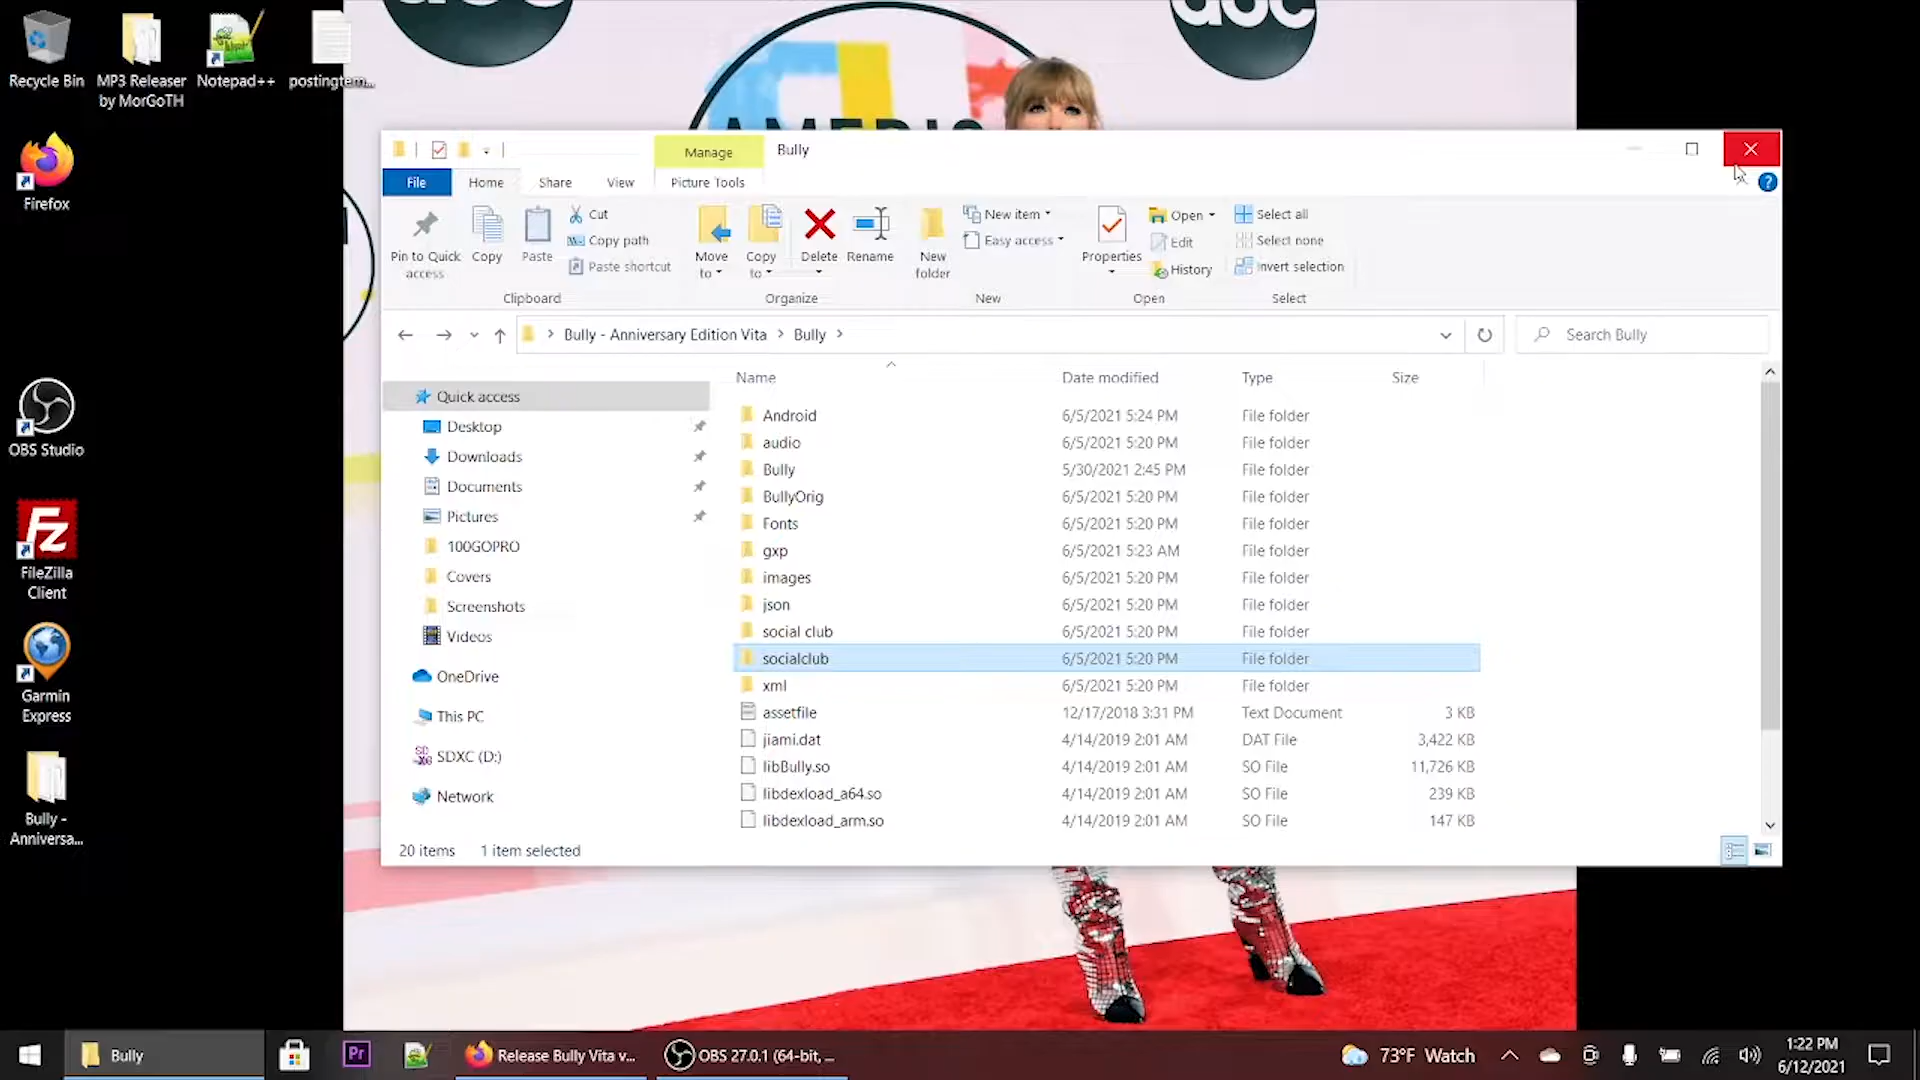 abc
abc
Recycle Bin
MP3 Releaser
by MorGoTH
Notepad++
postingtem...
Firefox
OBS Studio
FileZilla
Client
Garmin
Express
Bully -
Anniversa...
Manage
Bully
File
Home
Share
View
Picture Tools
Pin to Quick
access
Copy
Paste
Cut
Copy path
Paste shortcut
Clipboard
Move
to
Copy
to
Delete
Rename
Organize
New
folder
New item
Easy access
New
Properties
Open
Edit
History
Open
Select all
Select none
Invert selection
Select
Bully - Anniversary Edition Vita > Bully >
Search Bully
Name Date modified Type Size
Quick access
Desktop
Downloads
Documents
Pictures
100GOPRO
Covers
Screenshots
Videos
OneDrive
This PC
SDXC (D:)
Network
Android 6/5/2021 5:24 PM File folder
audio 6/5/2021 5:20 PM File folder
Bully 5/30/2021 2:45 PM File folder
BullyOrig 6/5/2021 5:20 PM File folder
Fonts 6/5/2021 5:20 PM File folder
gxp 6/5/2021 5:23 AM File folder
images 6/5/2021 5:20 PM File folder
json 6/5/2021 5:20 PM File folder
social club 6/5/2021 5:20 PM File folder
socialclub 6/5/2021 5:20 PM File folder
xml 6/5/2021 5:20 PM File folder
assetfile 12/17/2018 3:31 PM Text Document 3 KB
jiami.dat 4/14/2019 2:01 AM DAT File 3,422 KB
libBully.so 4/14/2019 2:01 AM SO File 11,726 KB
libdexload_a64.so 4/14/2019 2:01 AM SO File 239 KB
libdexload_arm.so 4/14/2019 2:01 AM SO File 147 KB
20 items 1 item selected
Bully
Pr
Release Bully Vita v...
OBS 27.0.1 (64-bit, ...
73°F Watch
1:22 PM
6/12/2021